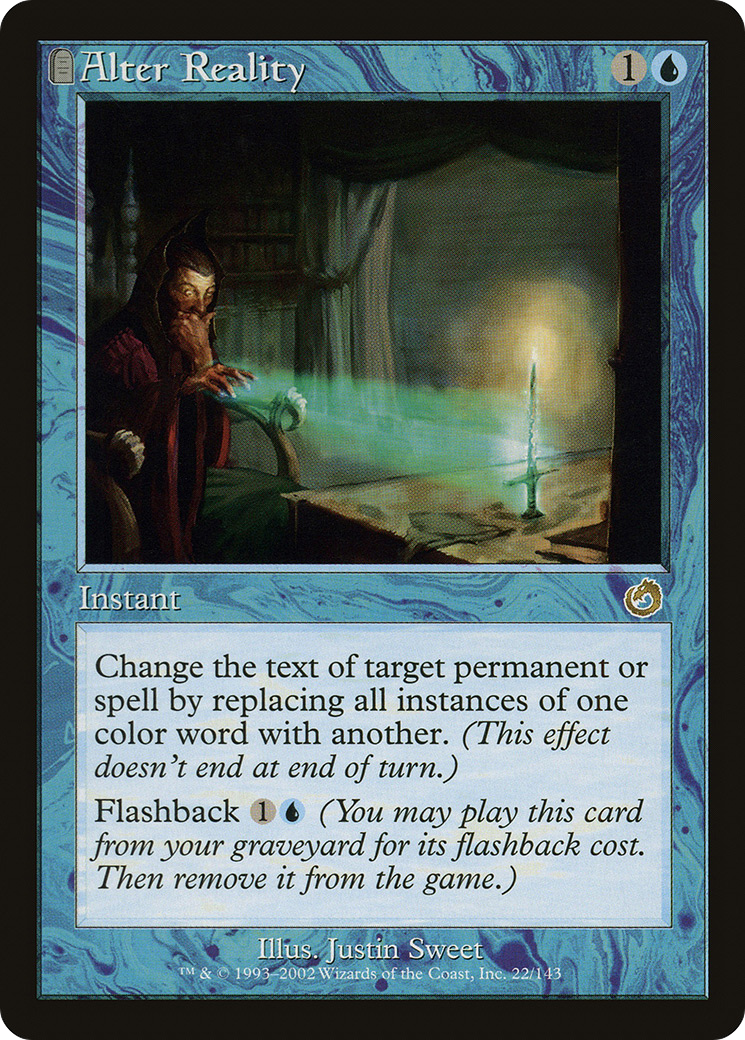 Alter Reality 1
Instant
Change the text of target permanent or
spell by replacing all instances of one
color word with another. (This effect
doesn't end at end of turn.)
Flashback 1 (You may play this card
from your graveyard for its flashback cost.
Then remove it from the game.)
Illus. Justin Sweet
™ & © 1993–2002 Wizards of the Coast, Inc. 22/143